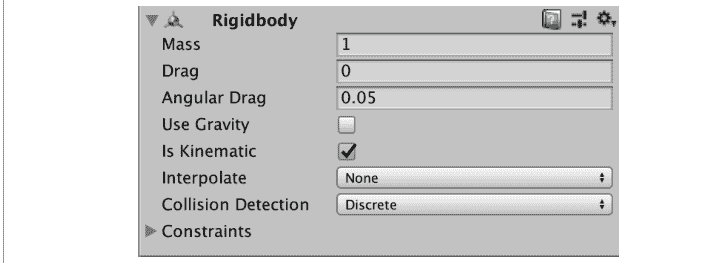 Rigidbody
Mass 1
Drag 0
Angular Drag 0.05
Use Gravity
Is Kinematic
Interpolate None
Collision Detection Discrete
Constraints